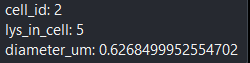 cell_id: 2
lys_in_cell: 5
diameter_um: 0.6268499952554702